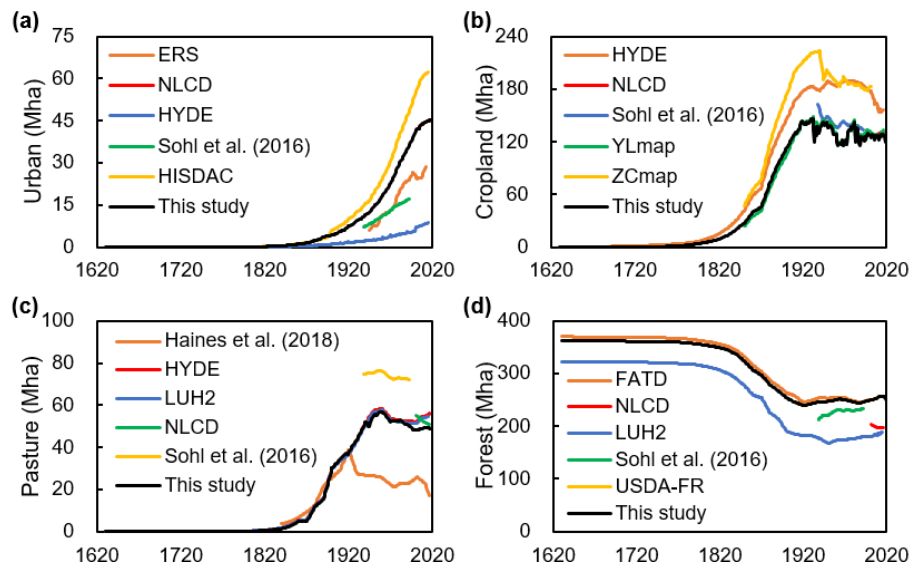 (a)
Urban (Mha)
75
60
45
30
15
0
ERS
NLCD
HYDE
Sohl et al. (2016)
HISDAC
This study
1620 1720 1820 1920 2020
(b)
Cropland (Mha)
240
180
120
60
0
HYDE
NLCD
Sohl et al. (2016)
YLmap
ZCmap
This study
1620 1720 1820 1920 2020
(c)
Pasture (Mha)
100
80
60
40
20
0
Haines et al. (2018)
HYDE
LUH2
NLCD
Sohl et al. (2016)
This study
1620 1720 1820 1920 2020
(d)
Forest (Mha)
400
300
200
100
0
FATD
NLCD
LUH2
Sohl et al. (2016)
USDA-FR
This study
1620 1720 1820 1920 2020